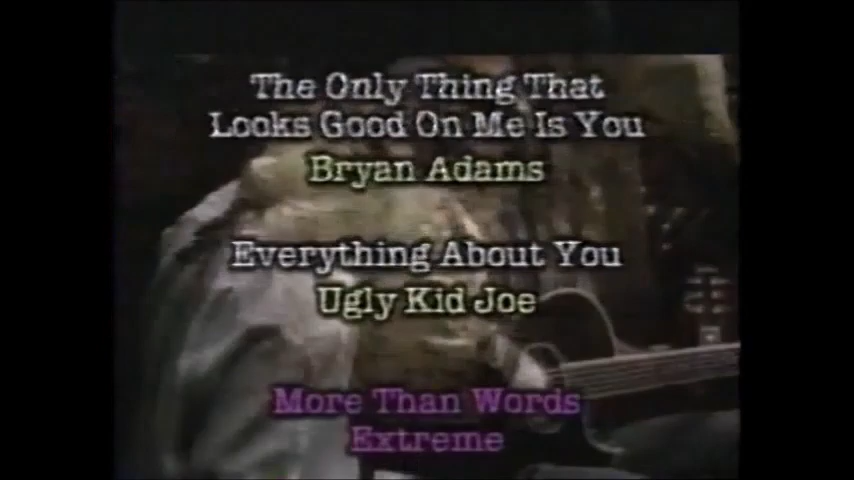 The Only Thing That
Looks Good On Me Is You
Bryan Adams
Everything About You
Ugly Kid Joe
More Than Words
Extreme